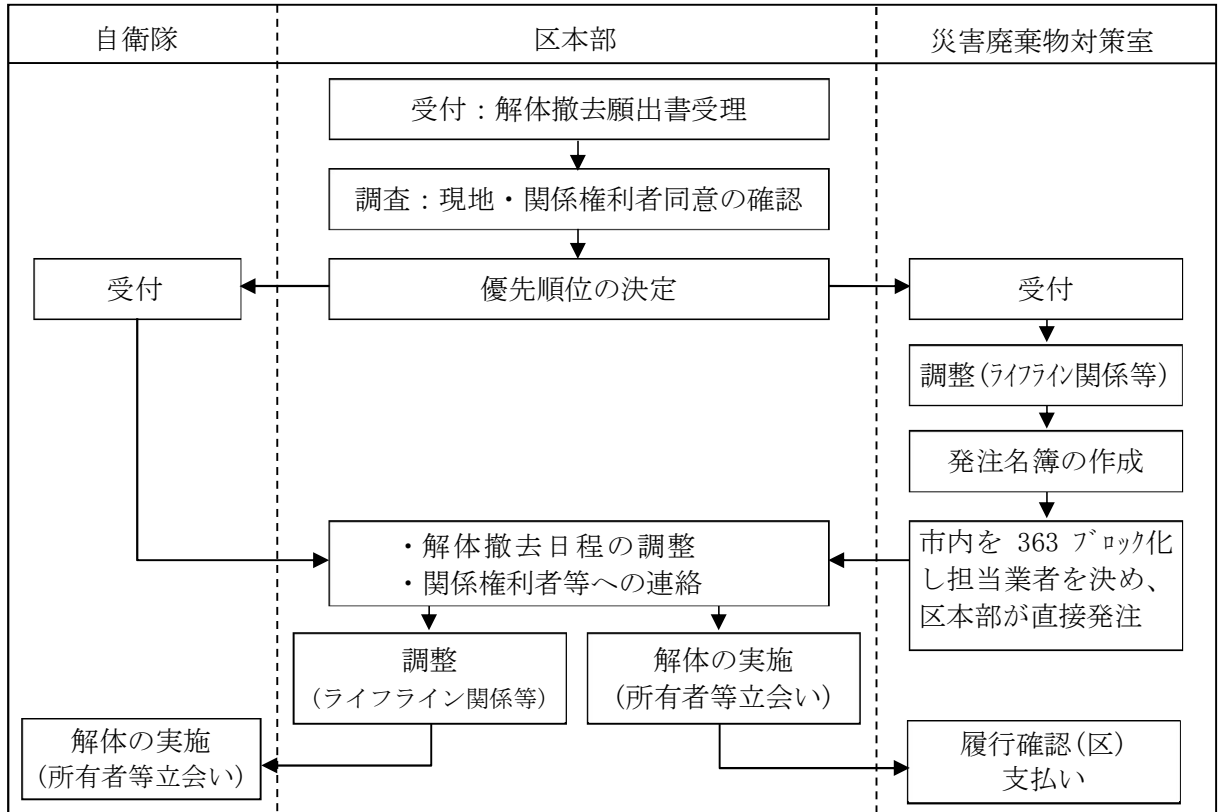 自衛隊
区本部
災害廃棄物対策室
受付：解体撤去願出書受理
調査：現地・関係権利者同意の確認
受付
優先順位の決定
受付
調整(ﾗｲﾌﾗｲﾝ関係等)
発注名簿の作成
・解体撤去日程の調整
・関係権利者等への連絡
市内を 363 ﾌﾞﾛｯｸ化
し担当業者を決め、
区本部が直接発注
調整
(ライフライン関係等)
解体の実施
(所有者等立会い)
解体の実施
(所有者等立会い)
履行確認(区)
支払い